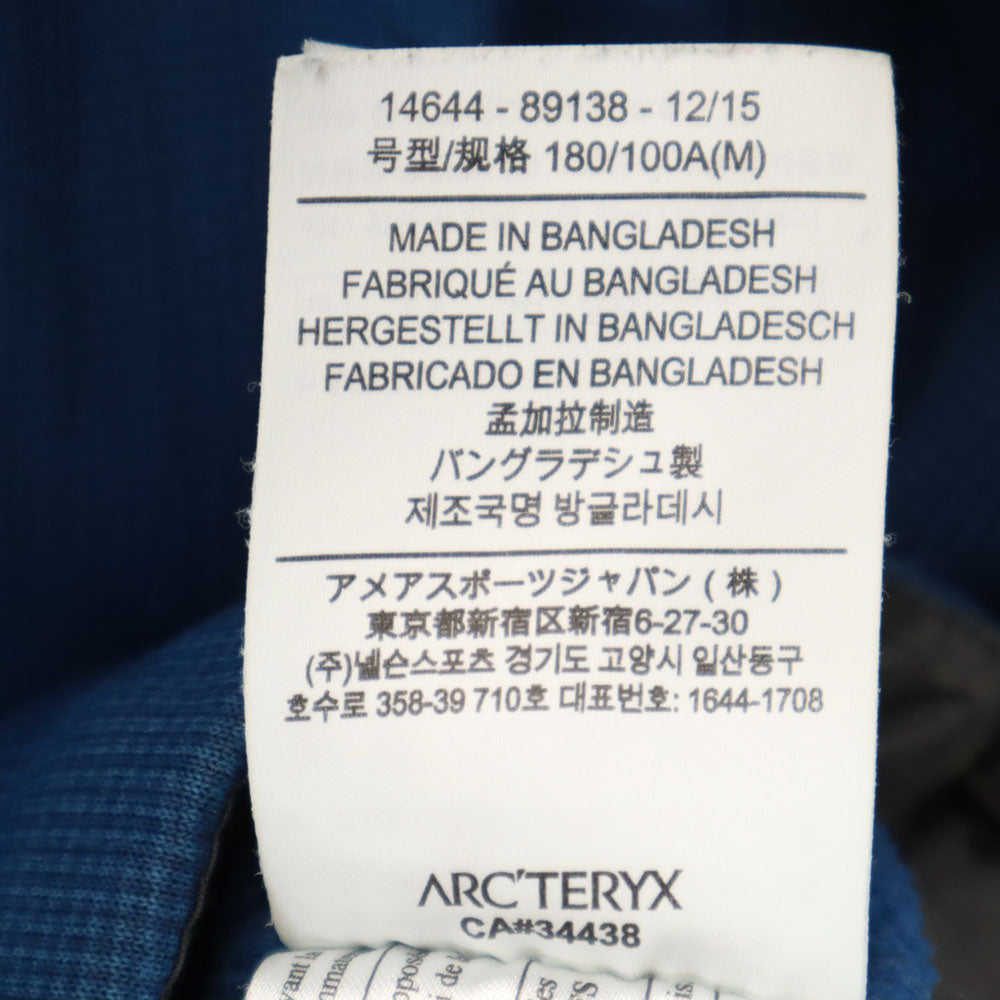 14644 - 89138 - 12/15
号型/规格 180/100A(M)
MADE IN BANGLADESH
FABRIQUÉ AU BANGLADESH
HERGESTELLT IN BANGLADESCH
FABRICADO EN BANGLADESH
孟加拉制造
バングラデシュ製
제조국명 방글라데시
アメアスポーツジャパン (株)
東京都新宿区新宿6-27-30
(주)넬슨스포츠 경기도 고양시 일산동구
호수로 358-39 710호 대표번호: 1644-1708
ARC'TERYX
CA#34438